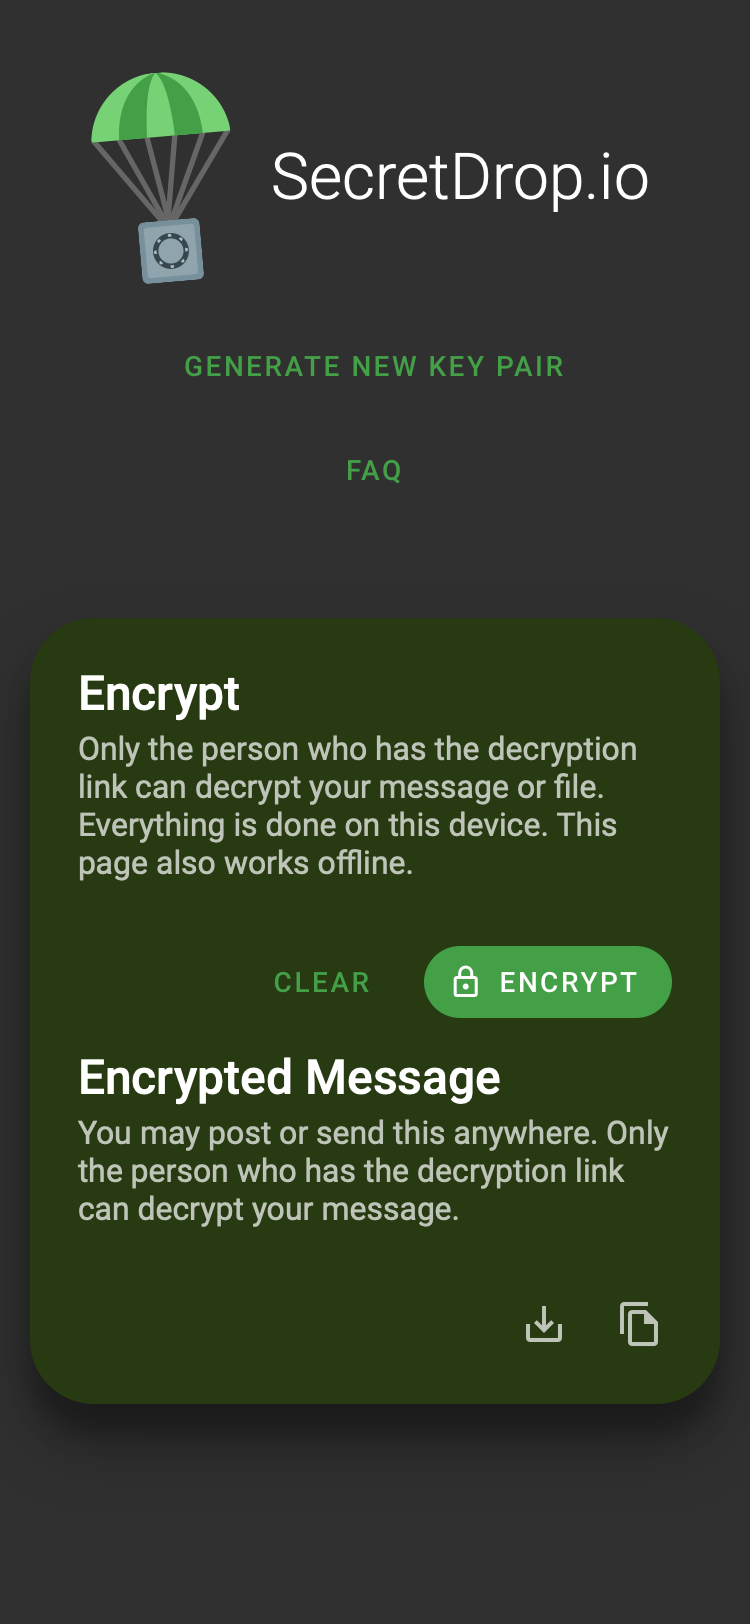 SecretDrop.io
GENERATE NEW KEY PAIR
FAQ
Encrypt
Only the person who has the decryption
link can decrypt your message or file.
Everything is done on this device. This
page also works offline.
CLEAR
ENCRYPT
Encrypted Message
You may post or send this anywhere. Only
the person who has the decryption link
can decrypt your message.